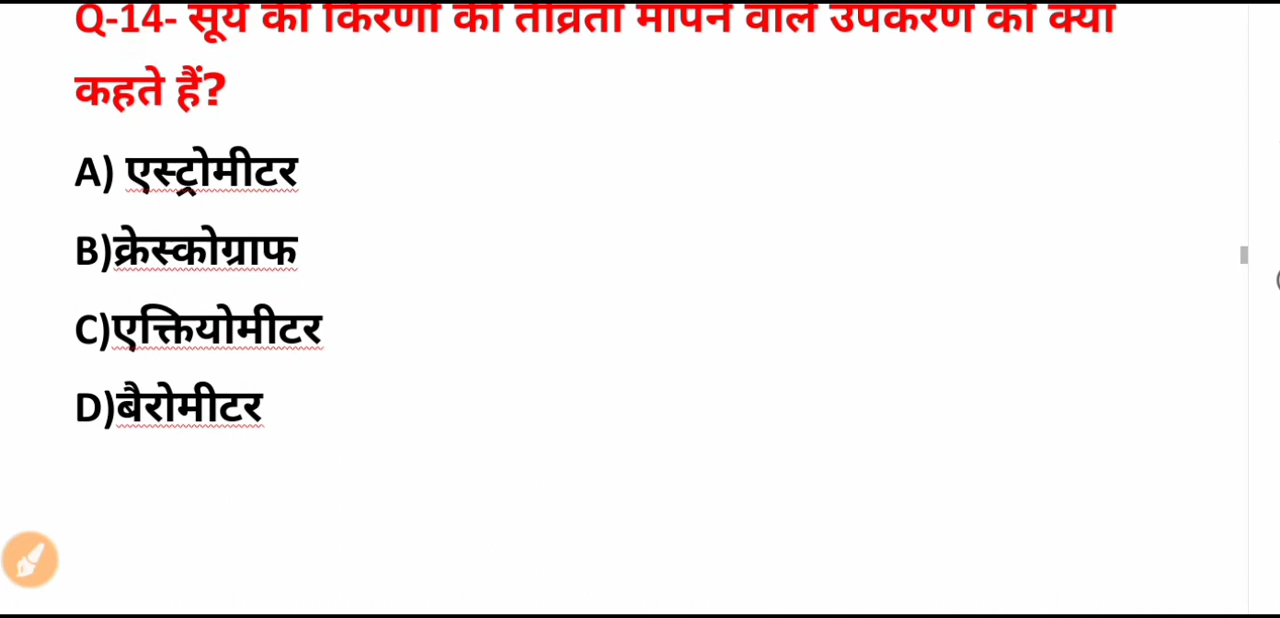 Q-14- सूर्य की किरणों की तीव्रता मापने वाले उपकरण को क्या
कहते हैं?
A) एस्ट्रोमीटर
B)क्रेस्कोग्राफ
C)एक्तियोमीटर
D)बैरोमीटर